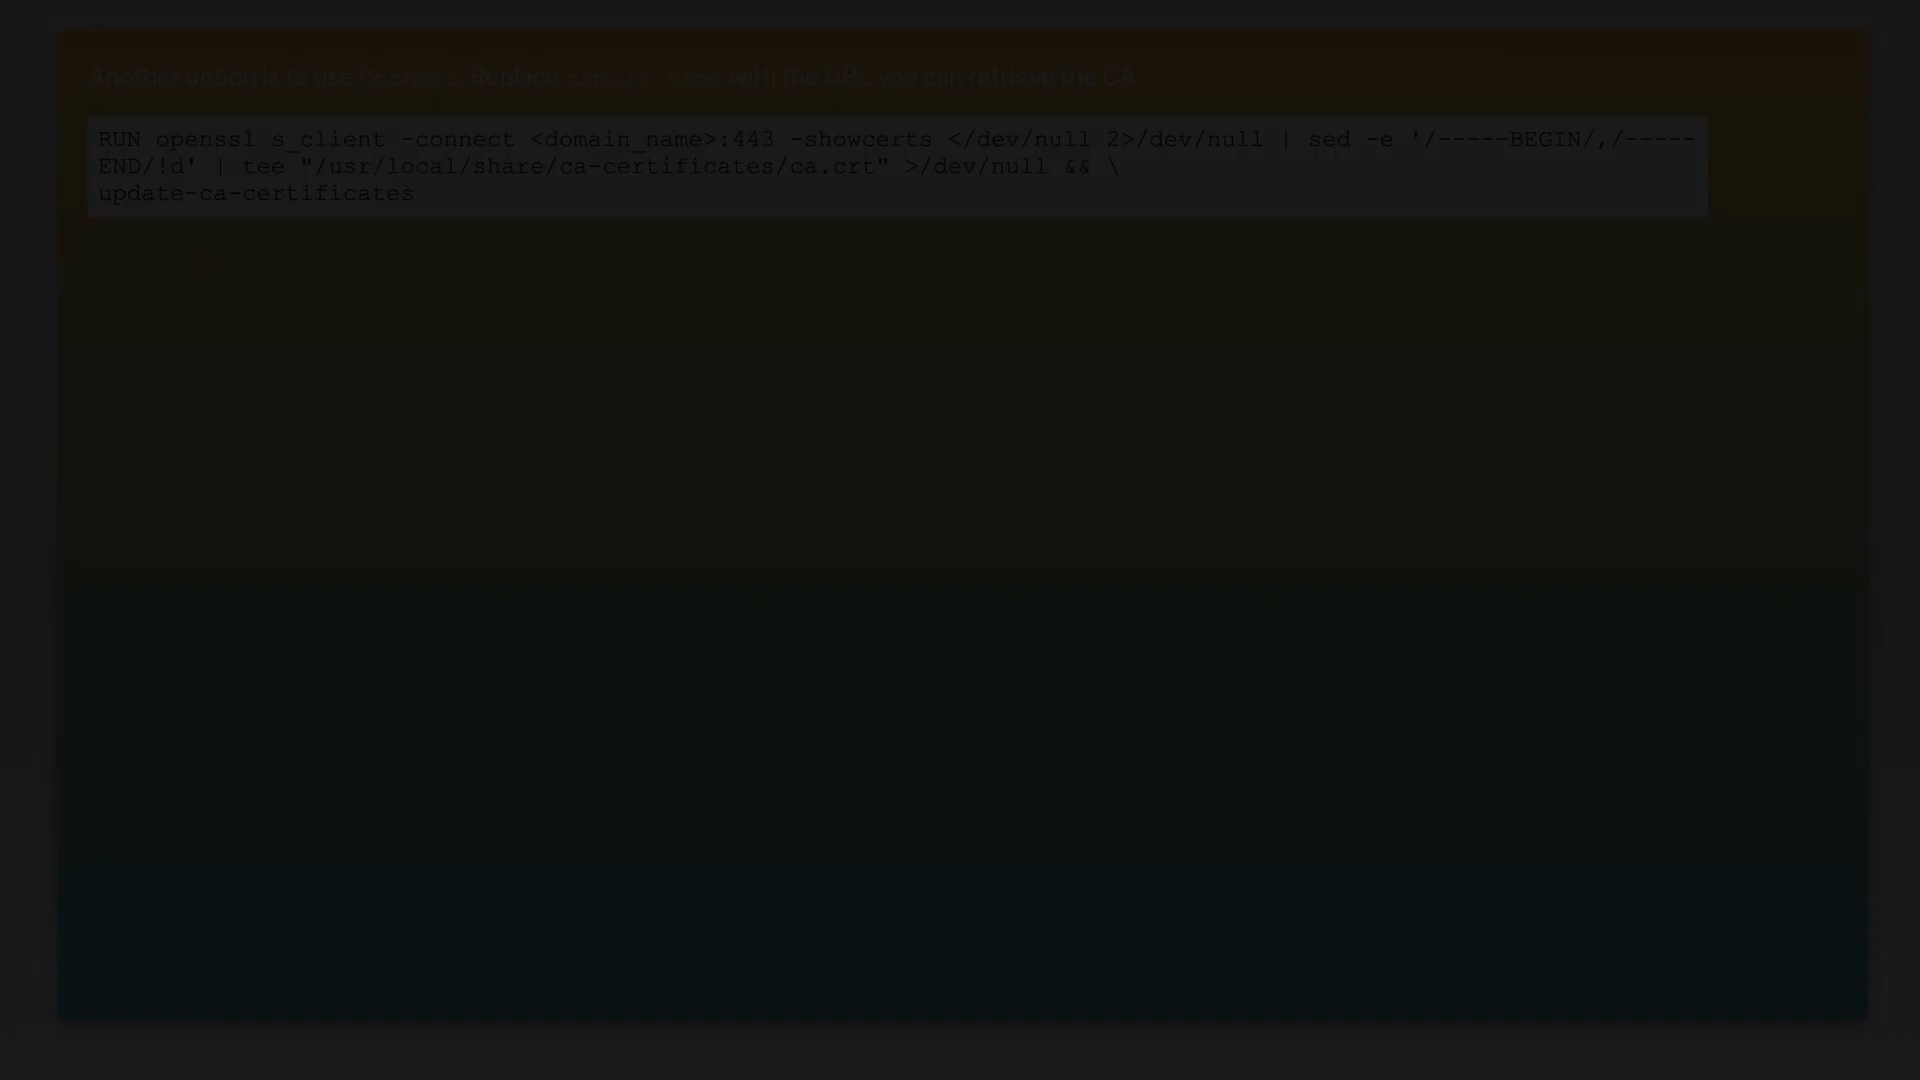 Another option is to use Openssl. Replace domain_name with the URL you can retrieve the CA
RUN openssl s_client -connect <domain_name>:443 -showcerts </dev/null 2>/dev/null | sed -e '/-----BEGIN/,/-----
END/!d' | tee "/usr/local/share/ca-certificates/ca.crt" >/dev/null && \
update-ca-certificates